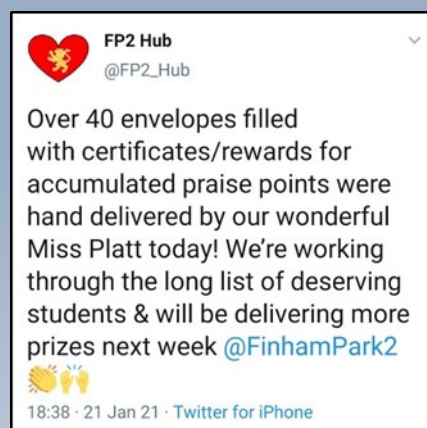 FP2 Hub
@FP2_Hub
Over 40 envelopes filled
with certificates/rewards for
accumulated praise points were
hand delivered by our wonderful
Miss Platt today! We're working
through the long list of deserving
students & will be delivering more
prizes next week @FinhamPark2
👏🙌
18:38 · 21 Jan 21 · Twitter for iPhone